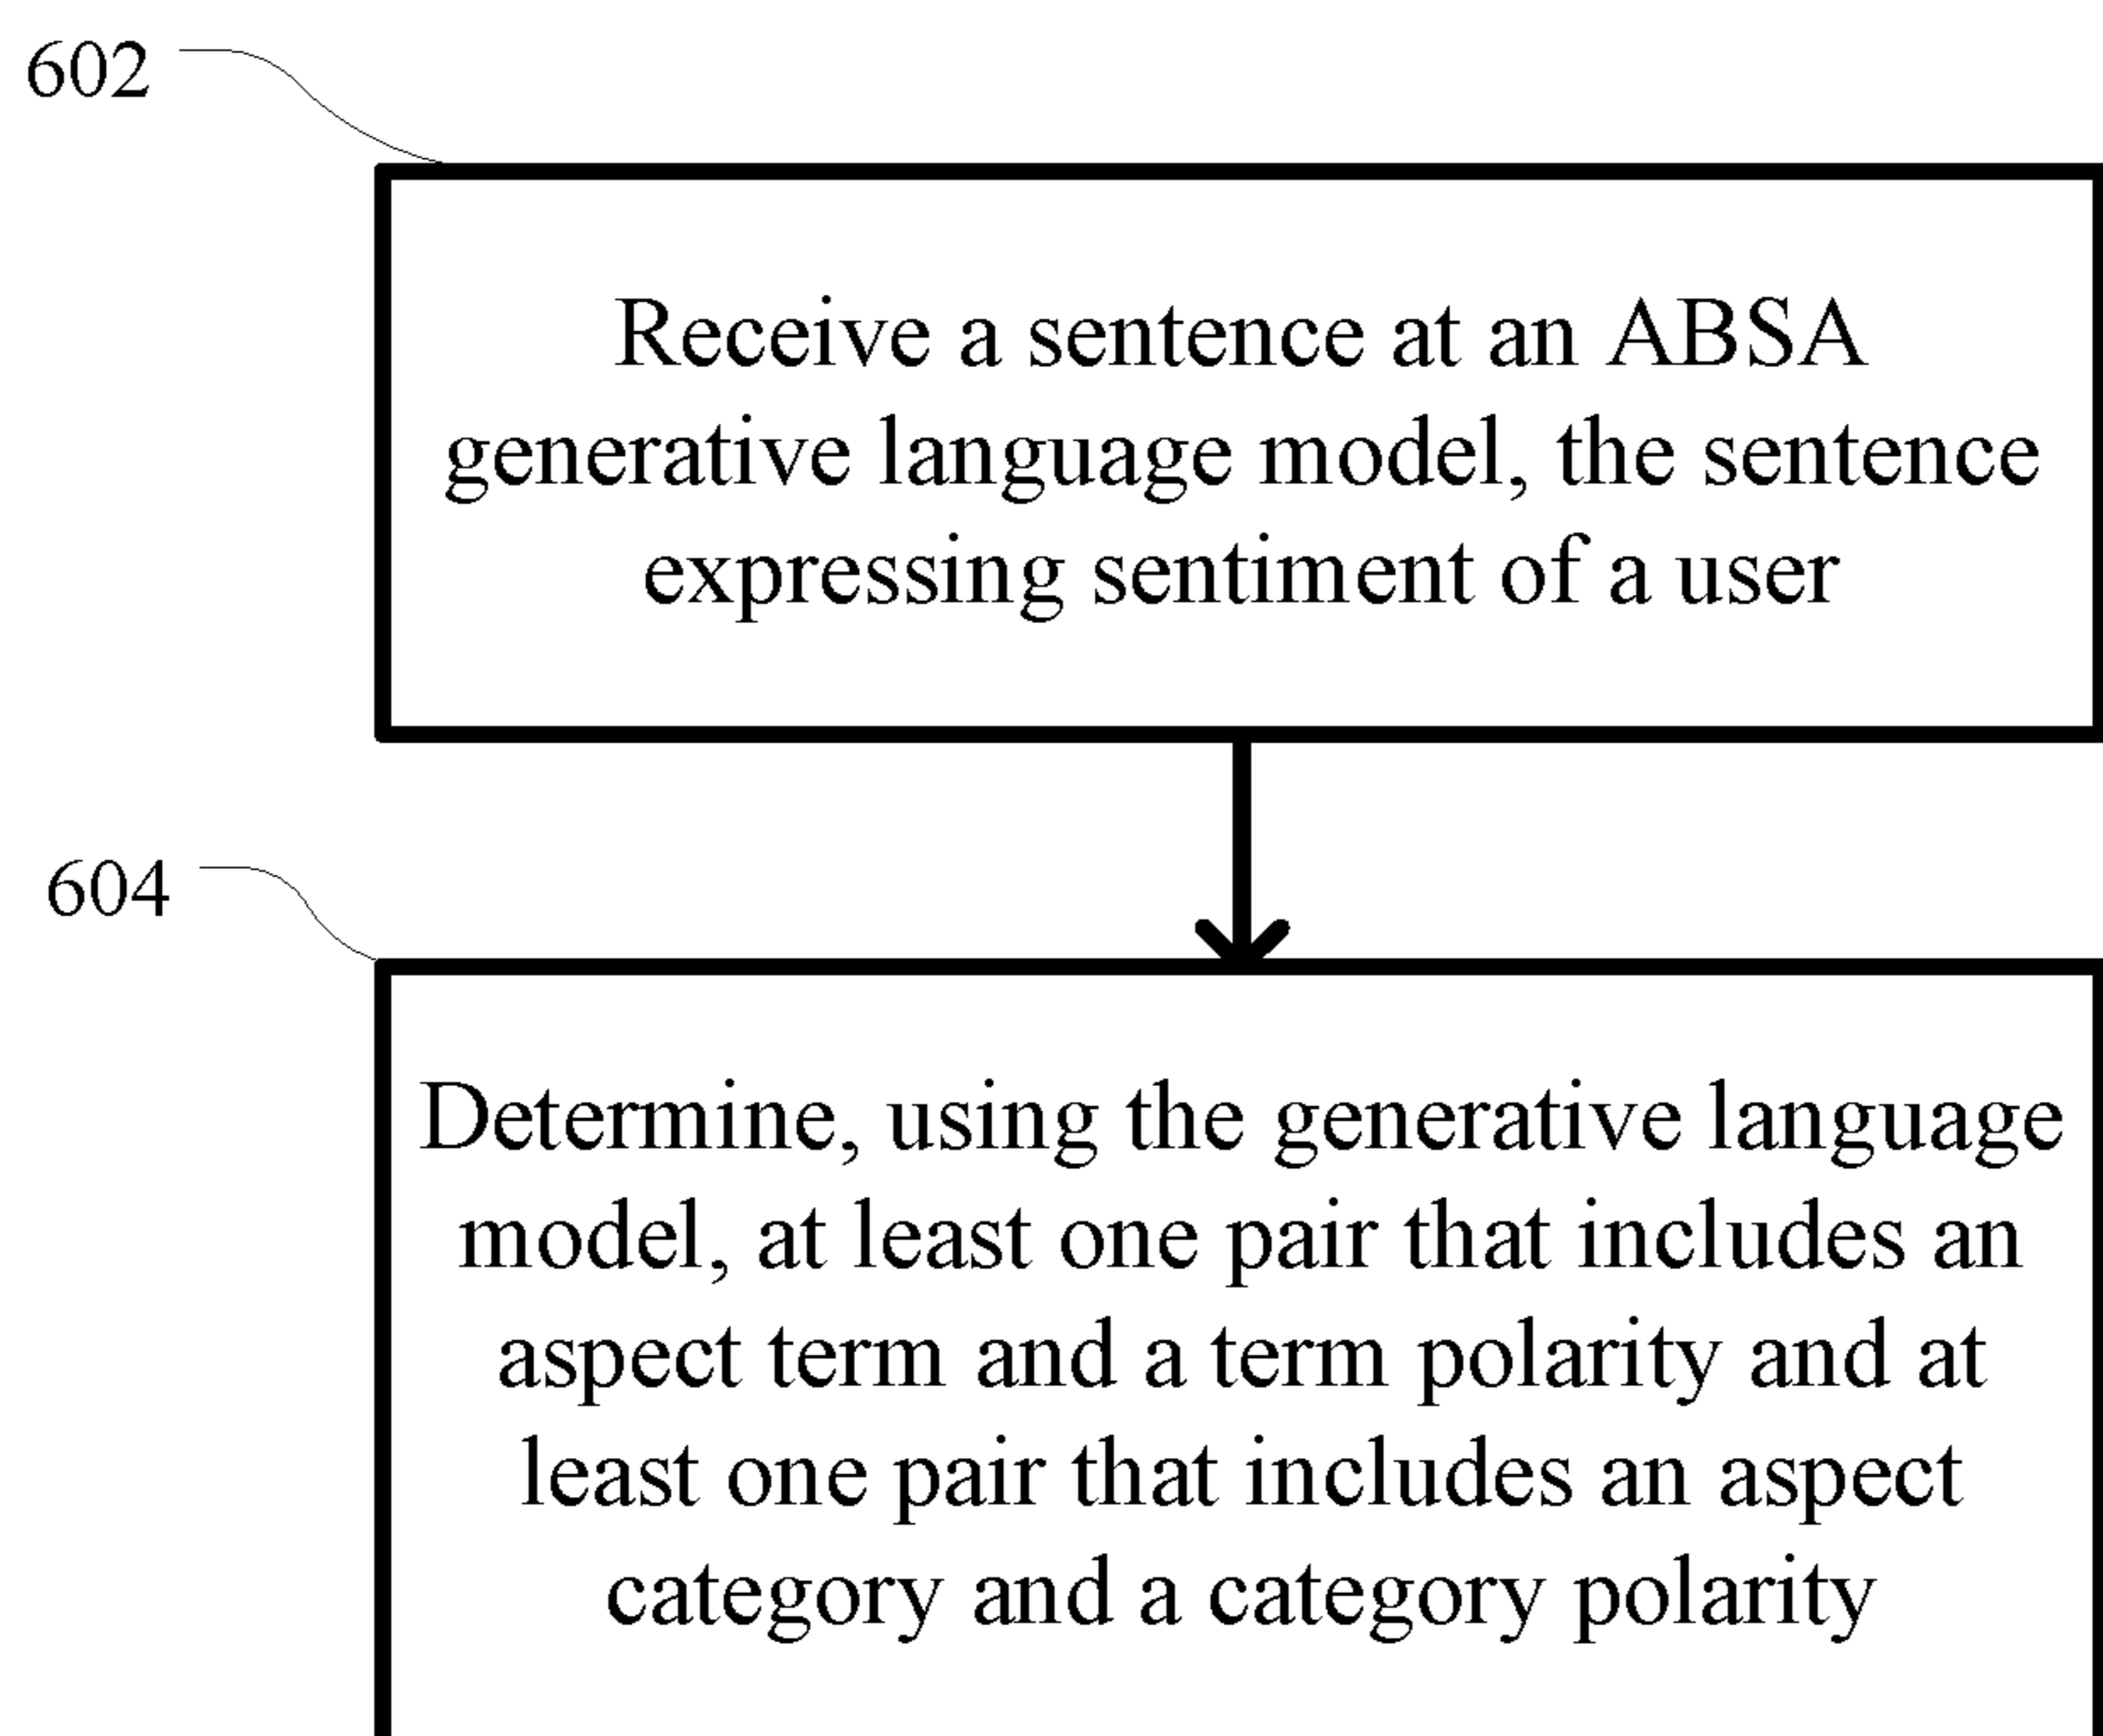 602
Receive a sentence at an ABSA
generative language model, the sentence
expressing sentiment of a user
604
Determine, using the generative language
model, at least one pair that includes an
aspect term and a term polarity and at
least one pair that includes an aspect
category and a category polarity